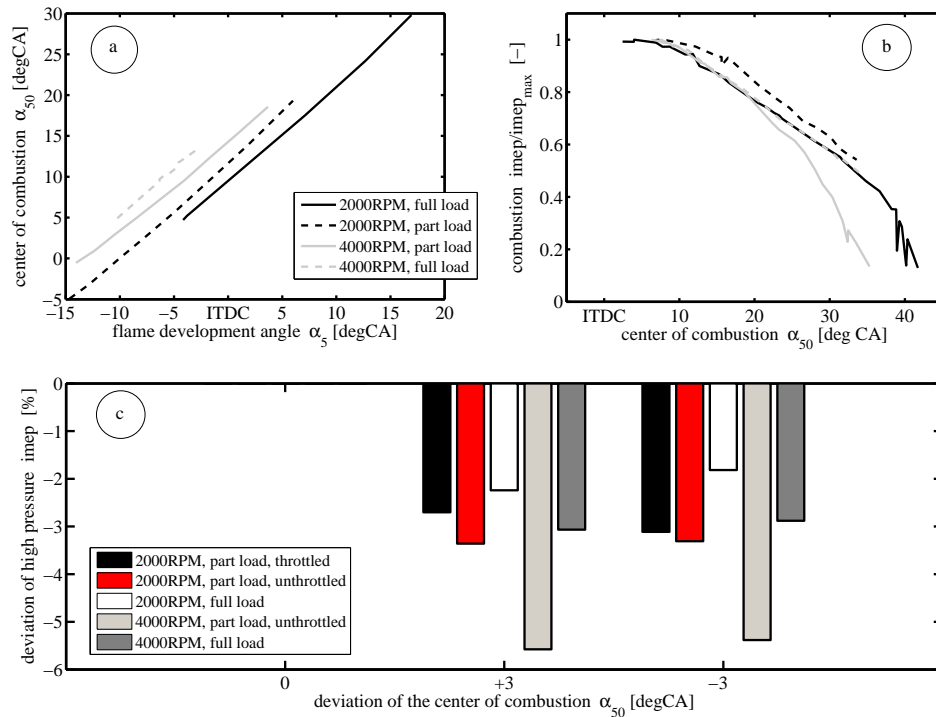 a
center of combustion α50 [degCA]
30
25
20
15
10
5
0
−5
−15
−10
−5
ITDC
5
10
15
20
flame development angle α5 [degCA]
2000RPM, full load
2000RPM, part load
4000RPM, part load
4000RPM, full load
b
combustion imep/imepmax [−]
1
0.8
0.6
0.4
0.2
0
ITDC
10
20
30
40
center of combustion α50 [deg CA]
c
deviation of high pressure imep [%]
0
−1
−2
−3
−4
−5
−6
2000RPM, part load, throttled
2000RPM, part load, unthrottled
2000RPM, full load
4000RPM, part load, unthrottled
4000RPM, full load
0
+3
−3
deviation of the center of combustion α50 [degCA]